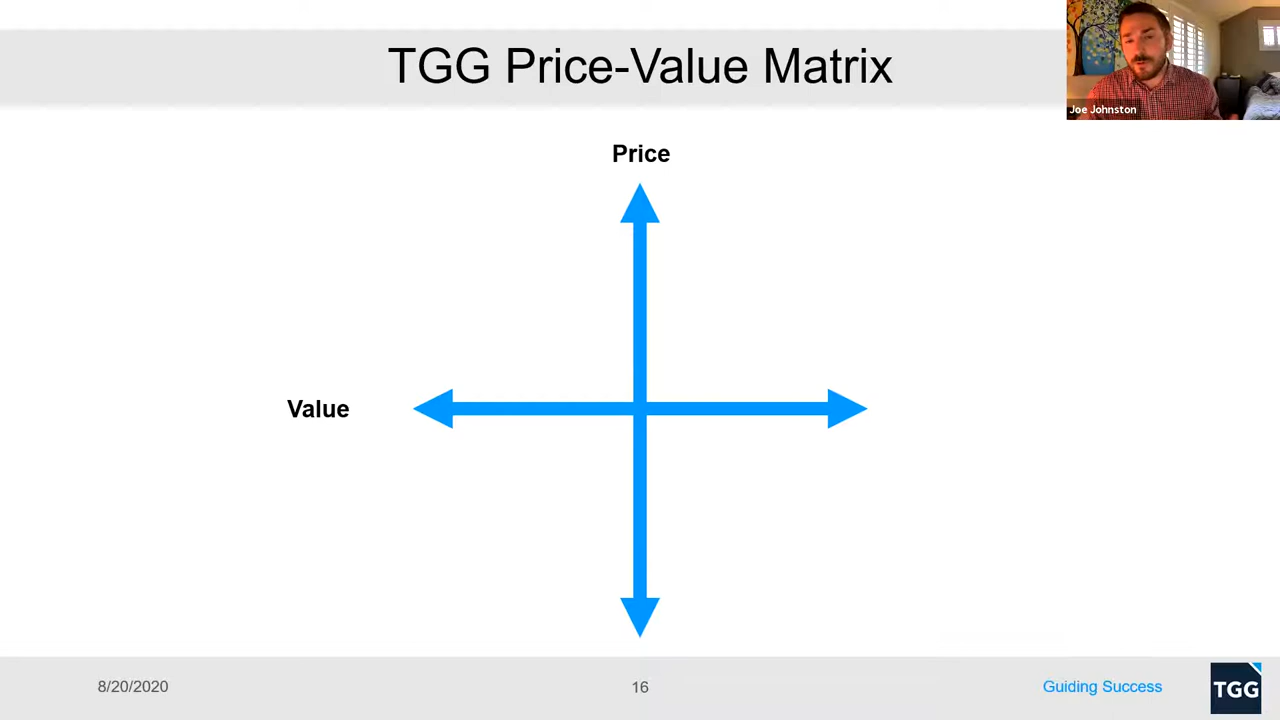 TGG Price-Value Matrix
Joe Johnston
Price
Value
8/20/2020
16
Guiding Success
TGG